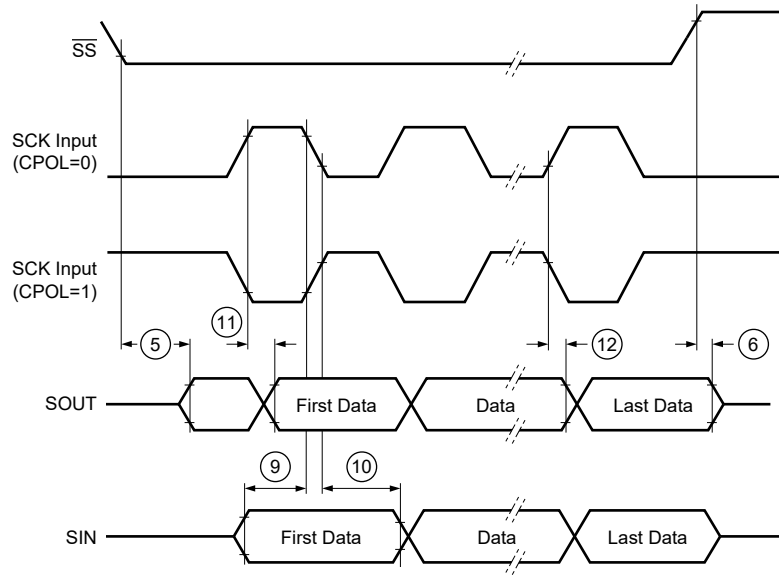 SS
SCK Input
(CPOL=0)
SCK Input
(CPOL=1)
11
5
12
6
SOUT
First Data
Data
Last Data
9
10
SIN
First Data
Data
Last Data